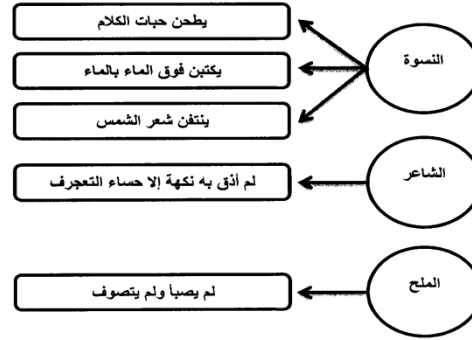 النسوة
يطحن حبات الكلام
يكتبن فوق الماء بالماء
ينتفن شعر الشمس
الشاعر
لم أذق به نكهة إلا حساء التعجرف
الملح
لم يصبأ ولم يتصوف